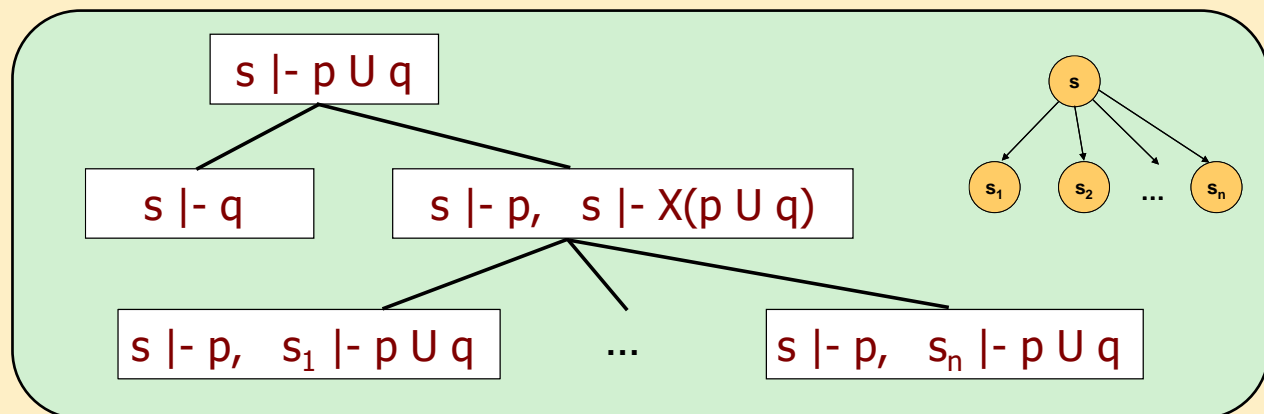 s |- p U q
s
s |- q
s |- p, s |- X(p U q)
s₁
s₂
...
sₙ
s |- p, s₁ |- p U q
...
s |- p, sₙ |- p U q